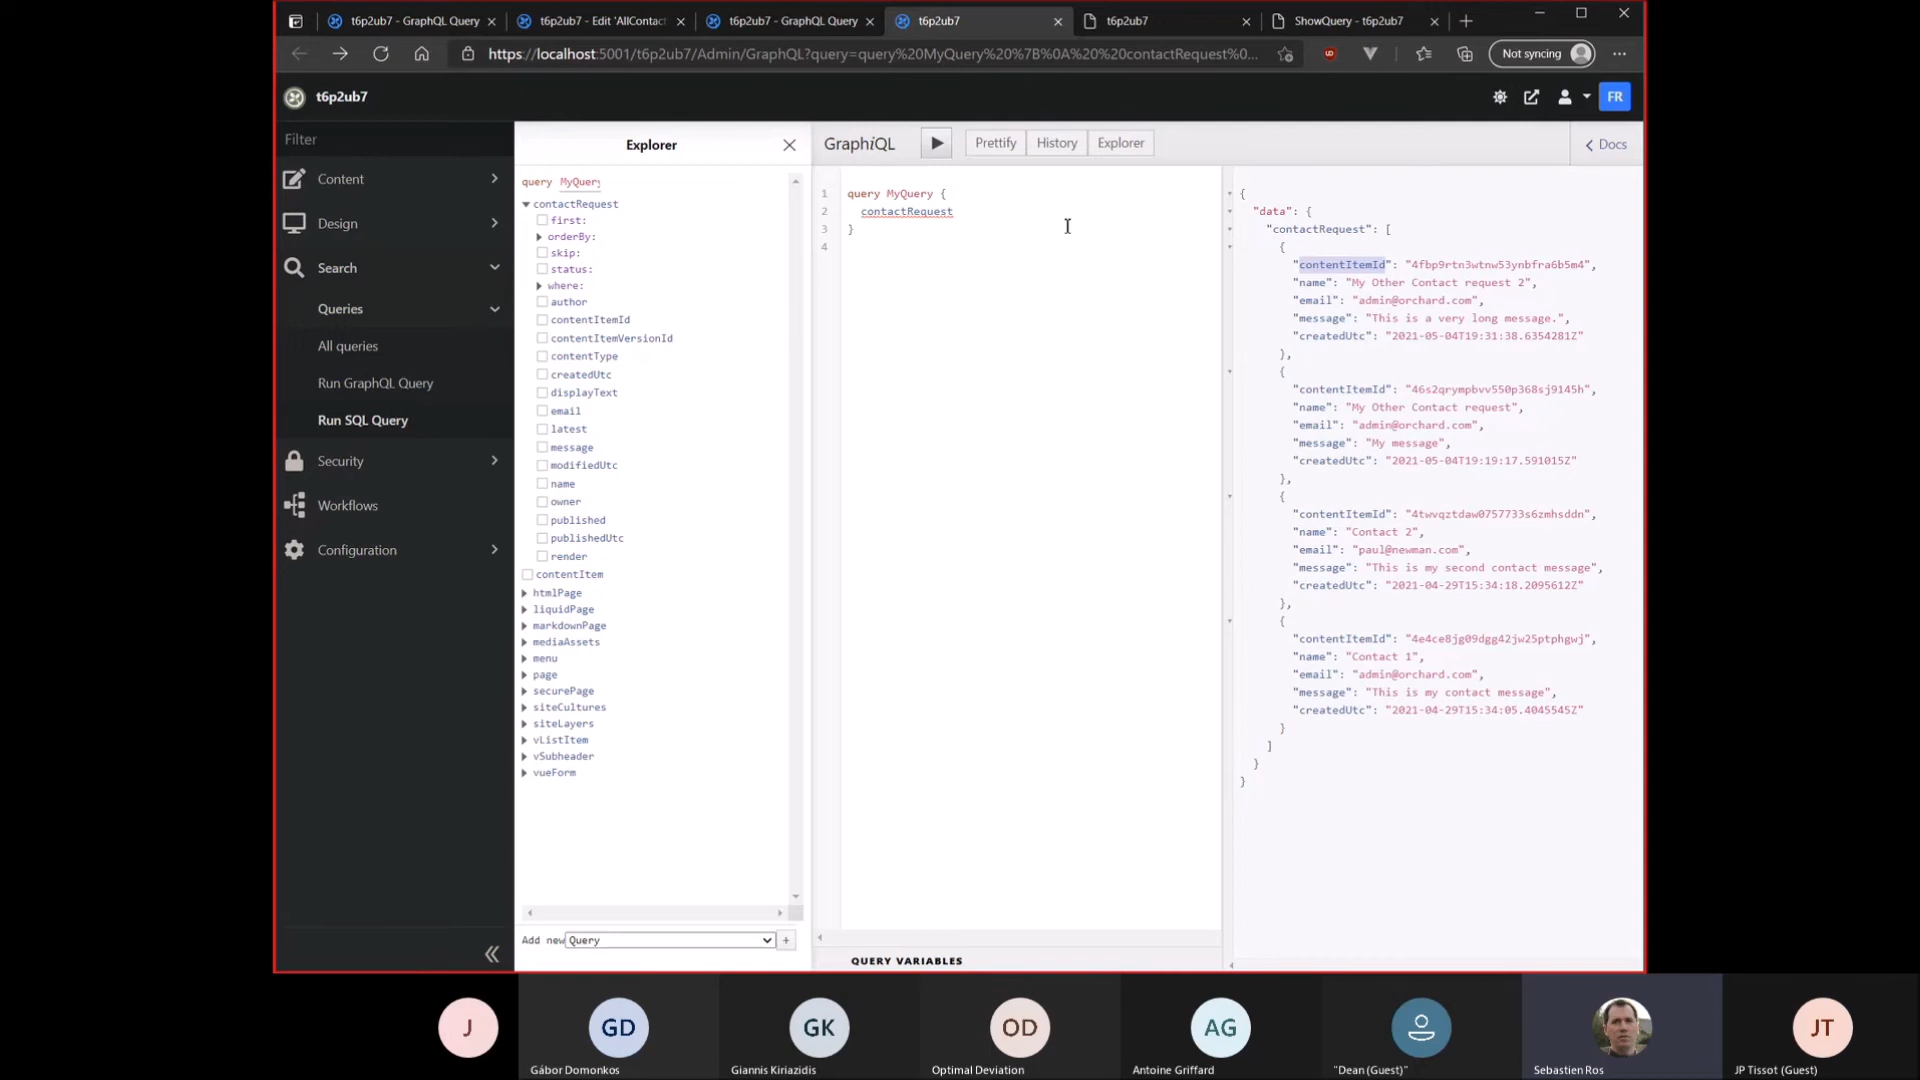 t6p2ub7 - GraphQL Query
t6p2ub7 - Edit 'AllContact
t6p2ub7 - GraphQL Query
t6p2ub7
t6p2ub7
ShowQuery - t6p2ub7
https://localhost:5001/t6p2ub7/Admin/GraphQL?query=query%20MyQuery%20%7B%0A%20%20contactRequest%0...
Not syncing
t6p2ub7
FR
Filter
Content
Design
Search
Queries
All queries
Run GraphQL Query
Run SQL Query
Security
Workflows
Configuration
Explorer
query MyQuery
contactRequest
first:
orderBy:
skip:
status:
where:
author
contentItemId
contentItemVersionId
contentType
createdUtc
displayText
email
latest
message
modifiedUtc
name
owner
published
publishedUtc
render
contentItem
htmlPage
liquidPage
markdownPage
mediaAssets
menu
page
securePage
siteCultures
siteLayers
vListItem
vSubheader
vueForm
Add new Query +
GraphiQL
Prettify
History
Explorer
Docs
1 query MyQuery {
2 contactRequest
3 }
4
QUERY VARIABLES
{
"data": {
"contactRequest": [
{
"contentItemId": "4fbp9rtn3wtnw53ynbfra6b5m4",
"name": "My Other Contact request 2",
"email": "admin@orchard.com",
"message": "This is a very long message.",
"createdUtc": "2021-05-04T19:31:38.6354281Z"
},
{
"contentItemId": "46s2qrympbvv550p368sj9145h",
"name": "My Other Contact request",
"email": "admin@orchard.com",
"message": "My message",
"createdUtc": "2021-05-04T19:19:17.591015Z"
},
{
"contentItemId": "4twvqztdaw0757733s6zmhsddn",
"name": "Contact 2",
"email": "paul@newman.com",
"message": "This is my second contact message",
"createdUtc": "2021-04-29T15:34:18.2095612Z"
},
{
"contentItemId": "4e4ce8jg09dgg42jw25ptphgwj",
"name": "Contact 1",
"email": "admin@orchard.com",
"message": "This is my contact message",
"createdUtc": "2021-04-29T15:34:05.4045545Z"
}
]
}
}
J
GD
GK
OD
AG
JT
Gábor Domonkos
Giannis Kiriazidis
Optimal Deviation
Antoine Griffard
"Dean (Guest)"
Sebastien Ros
JP Tissot (Guest)